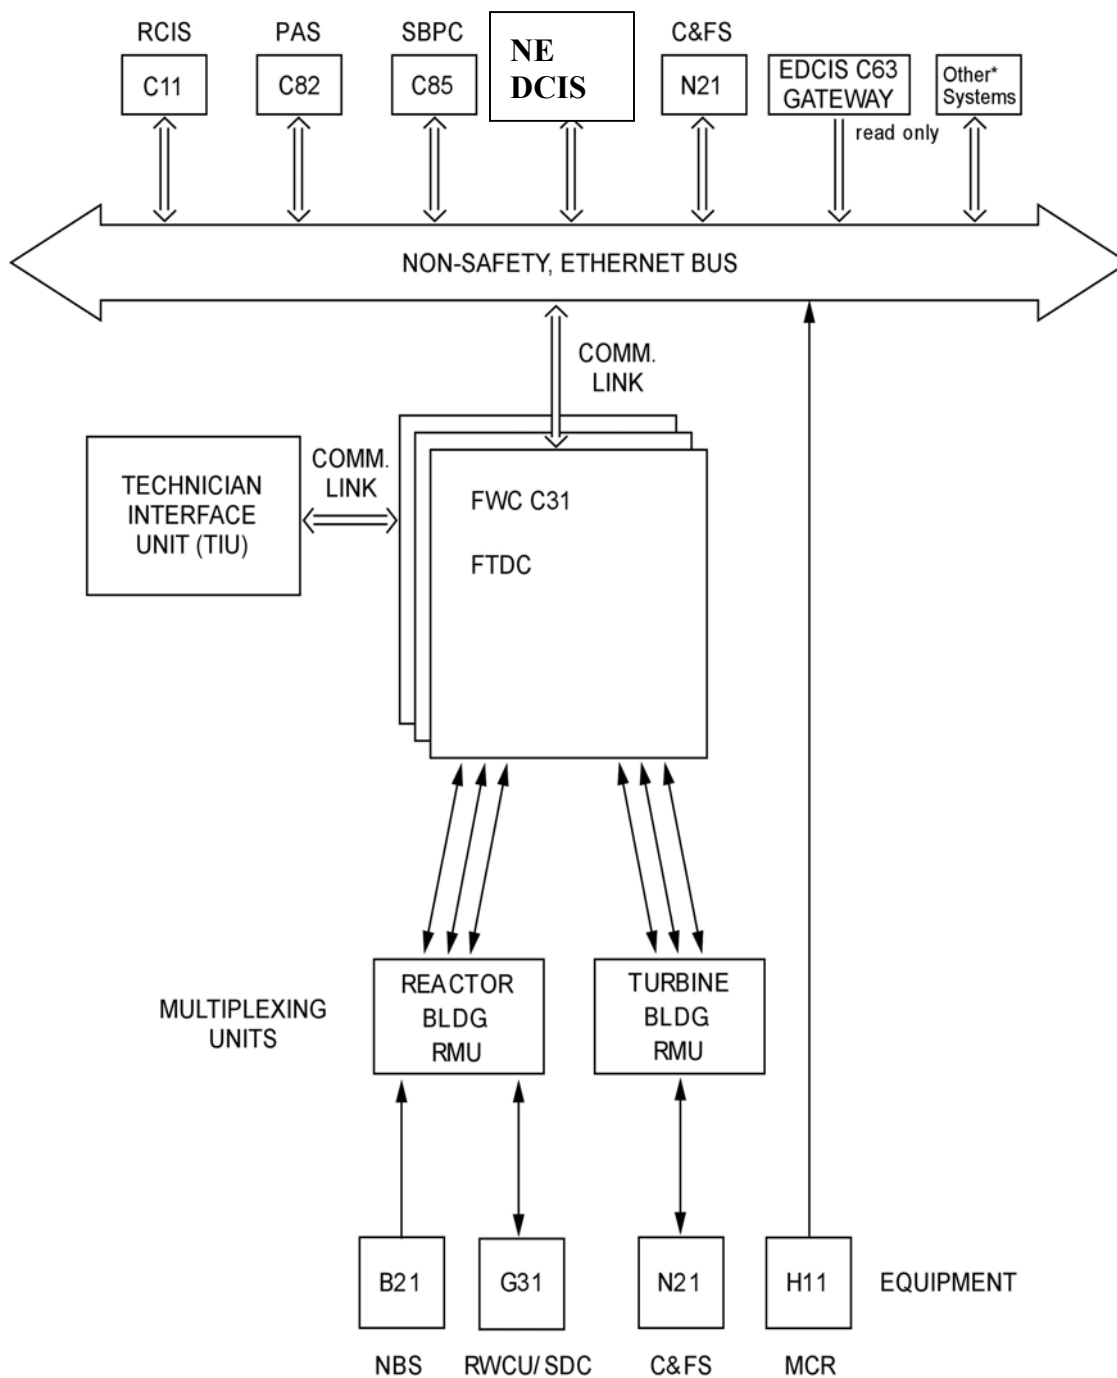 RCIS
PAS
SBPC
C&FS
C11
C82
C85
NE
DCIS
N21
EDCIS C63
GATEWAY
Other*
Systems
read only
NON-SAFETY, ETHERNET BUS
COMM.
LINK
TECHNICIAN
INTERFACE
UNIT (TIU)
COMM.
LINK
FWC C31
FTDC
MULTIPLEXING
UNITS
REACTOR
BLDG
RMU
TURBINE
BLDG
RMU
B21
G31
N21
H11
EQUIPMENT
NBS
RWCU/ SDC
C&FS
MCR